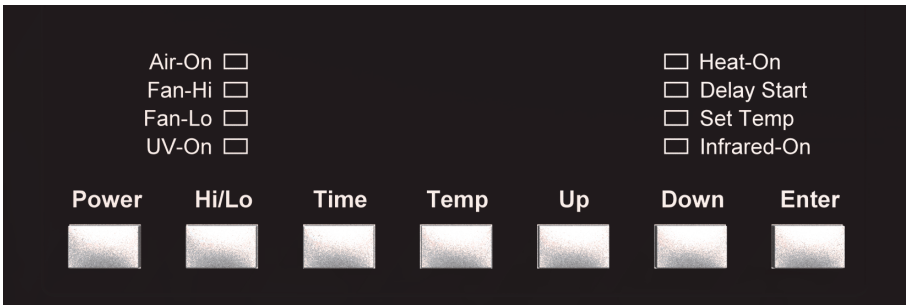 Air-On
Fan-Hi
Fan-Lo
UV-On
Heat-On
Delay Start
Set Temp
Infrared-On
Power Hi/Lo Time Temp Up Down Enter